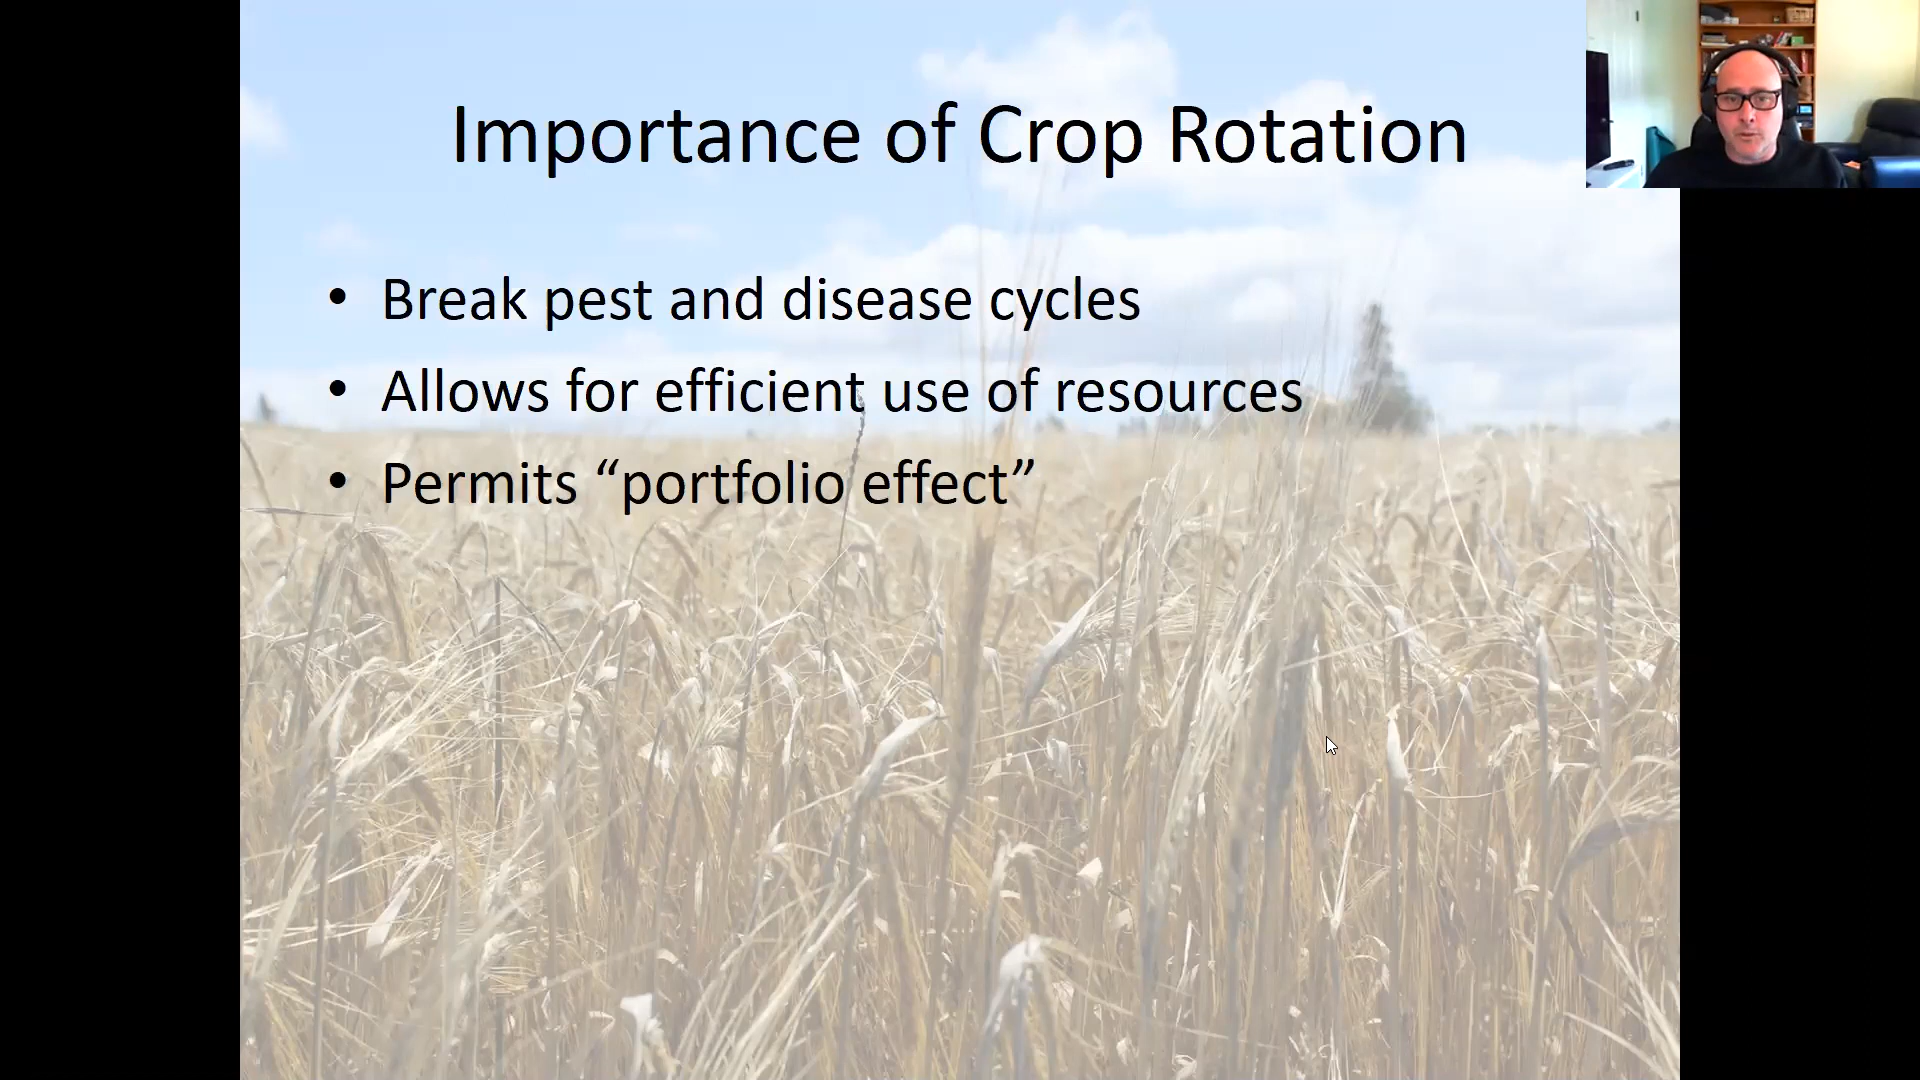 Importance of Crop Rotation
• Break pest and disease cycles
• Allows for efficient use of resources
• Permits “portfolio effect”